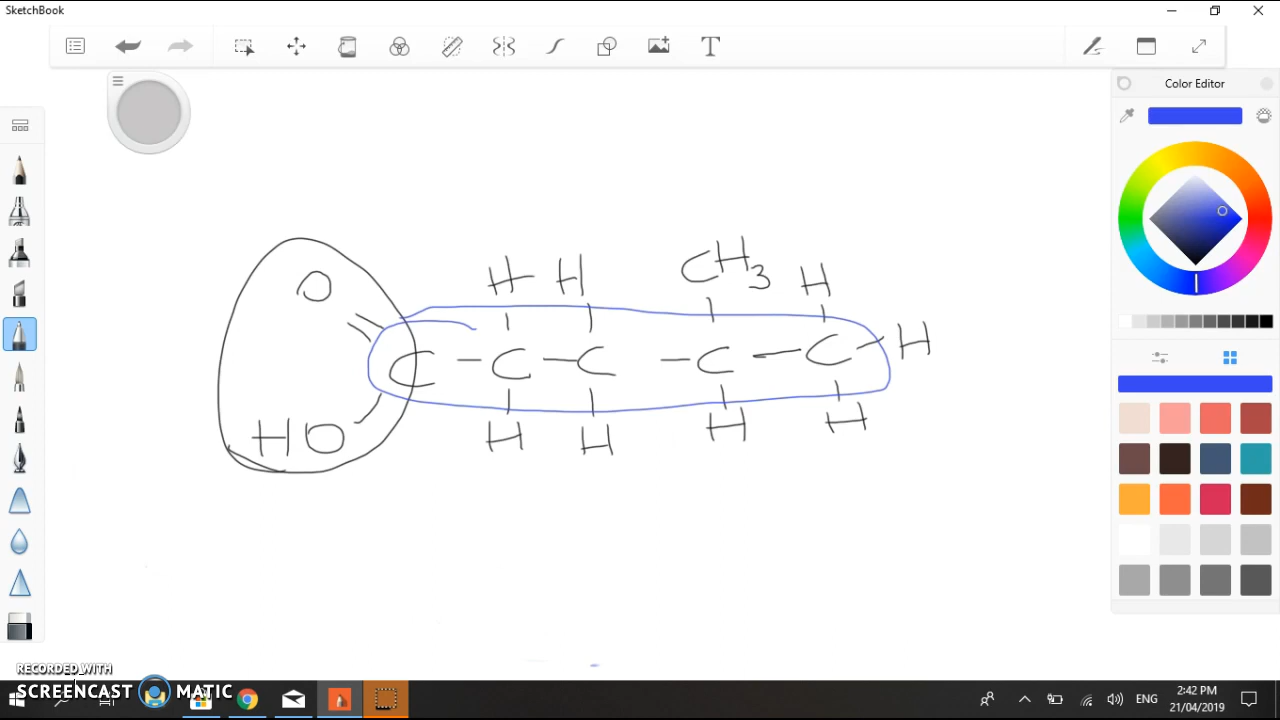 SketchBook
Color Editor
H H CH3 H
O
C - C - C - C - C - H
HO H H H H
RECORDED WITH
SCREENCAST MATIC
ENG
2:42 PM
21/04/2019